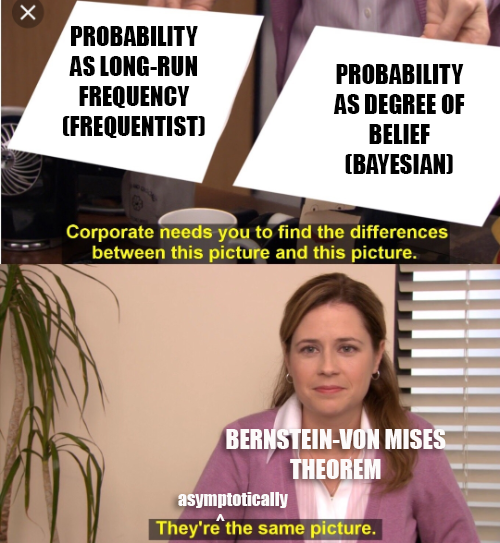 PROBABILITY
AS LONG-RUN
FREQUENCY
(FREQUENTIST)
PROBABILITY
AS DEGREE OF
BELIEF
(BAYESIAN)
Corporate needs you to find the differences
between this picture and this picture.
BERNSTEIN-VON MISES
THEOREM
asymptotically
^
They're the same picture.